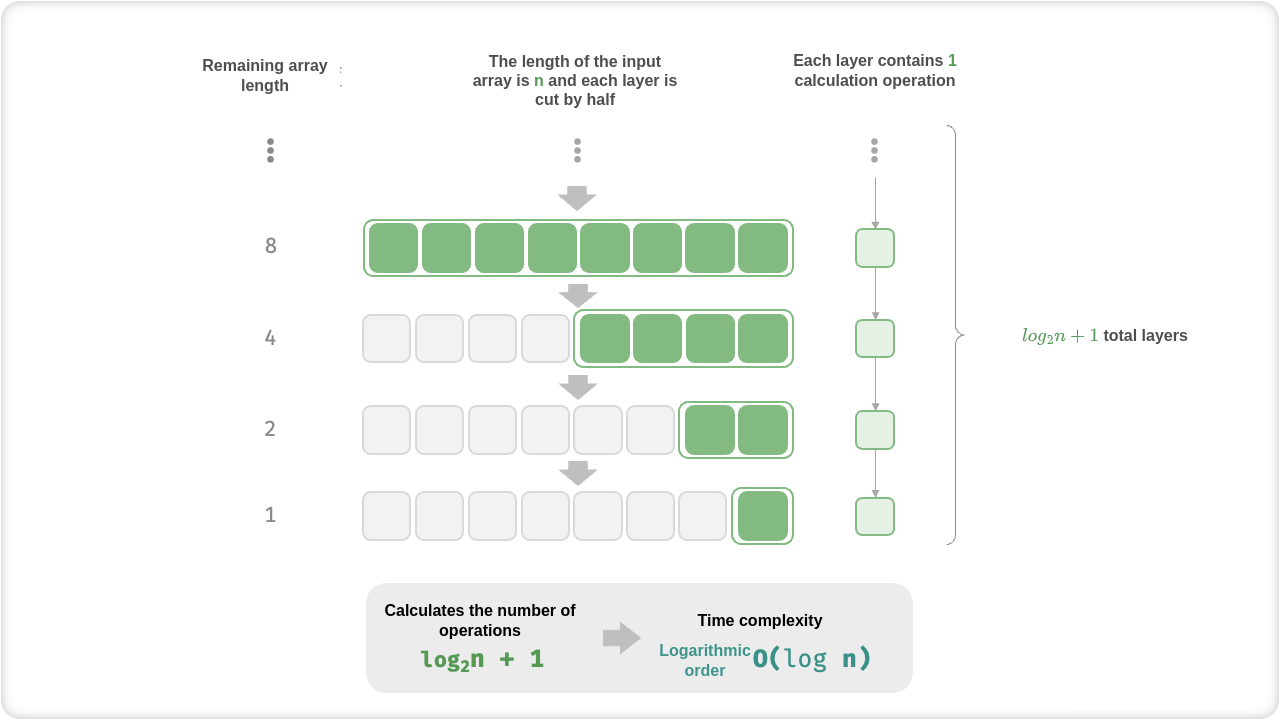 Remaining array
length
The length of the input
array is n and each layer is
cut by half
Each layer contains 1
calculation operation
8
4
2
1
log₂n + 1 total layers
Calculates the number of
operations
log₂n + 1
Time complexity
Logarithmic
order
O(log n)